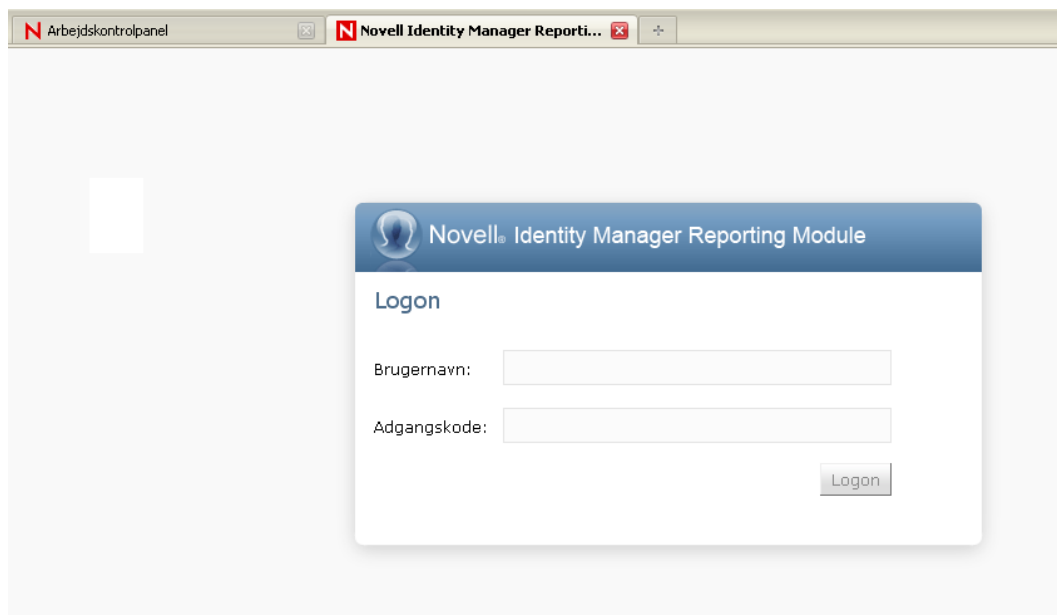 Arbejdskontrolpanel
Novell Identity Manager Reporti...
Novell® Identity Manager Reporting Module
Logon
Brugernavn:
Adgangskode:
Logon